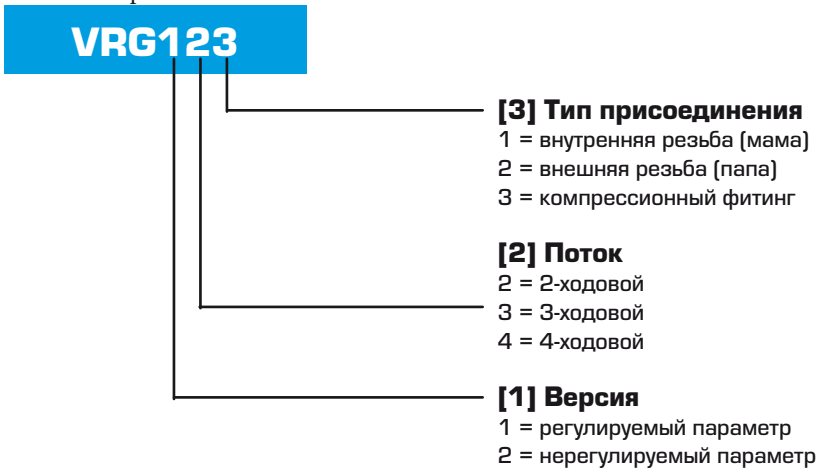 VRG123
[3] Тип присоединения
1 = внутренняя резьба (мама)
2 = внешняя резьба (папа)
3 = компрессионный фитинг
[2] Поток
2 = 2-ходовой
3 = 3-ходовой
4 = 4-ходовой
[1] Версия
1 = регулируемый параметр
2 = нерегулируемый параметр